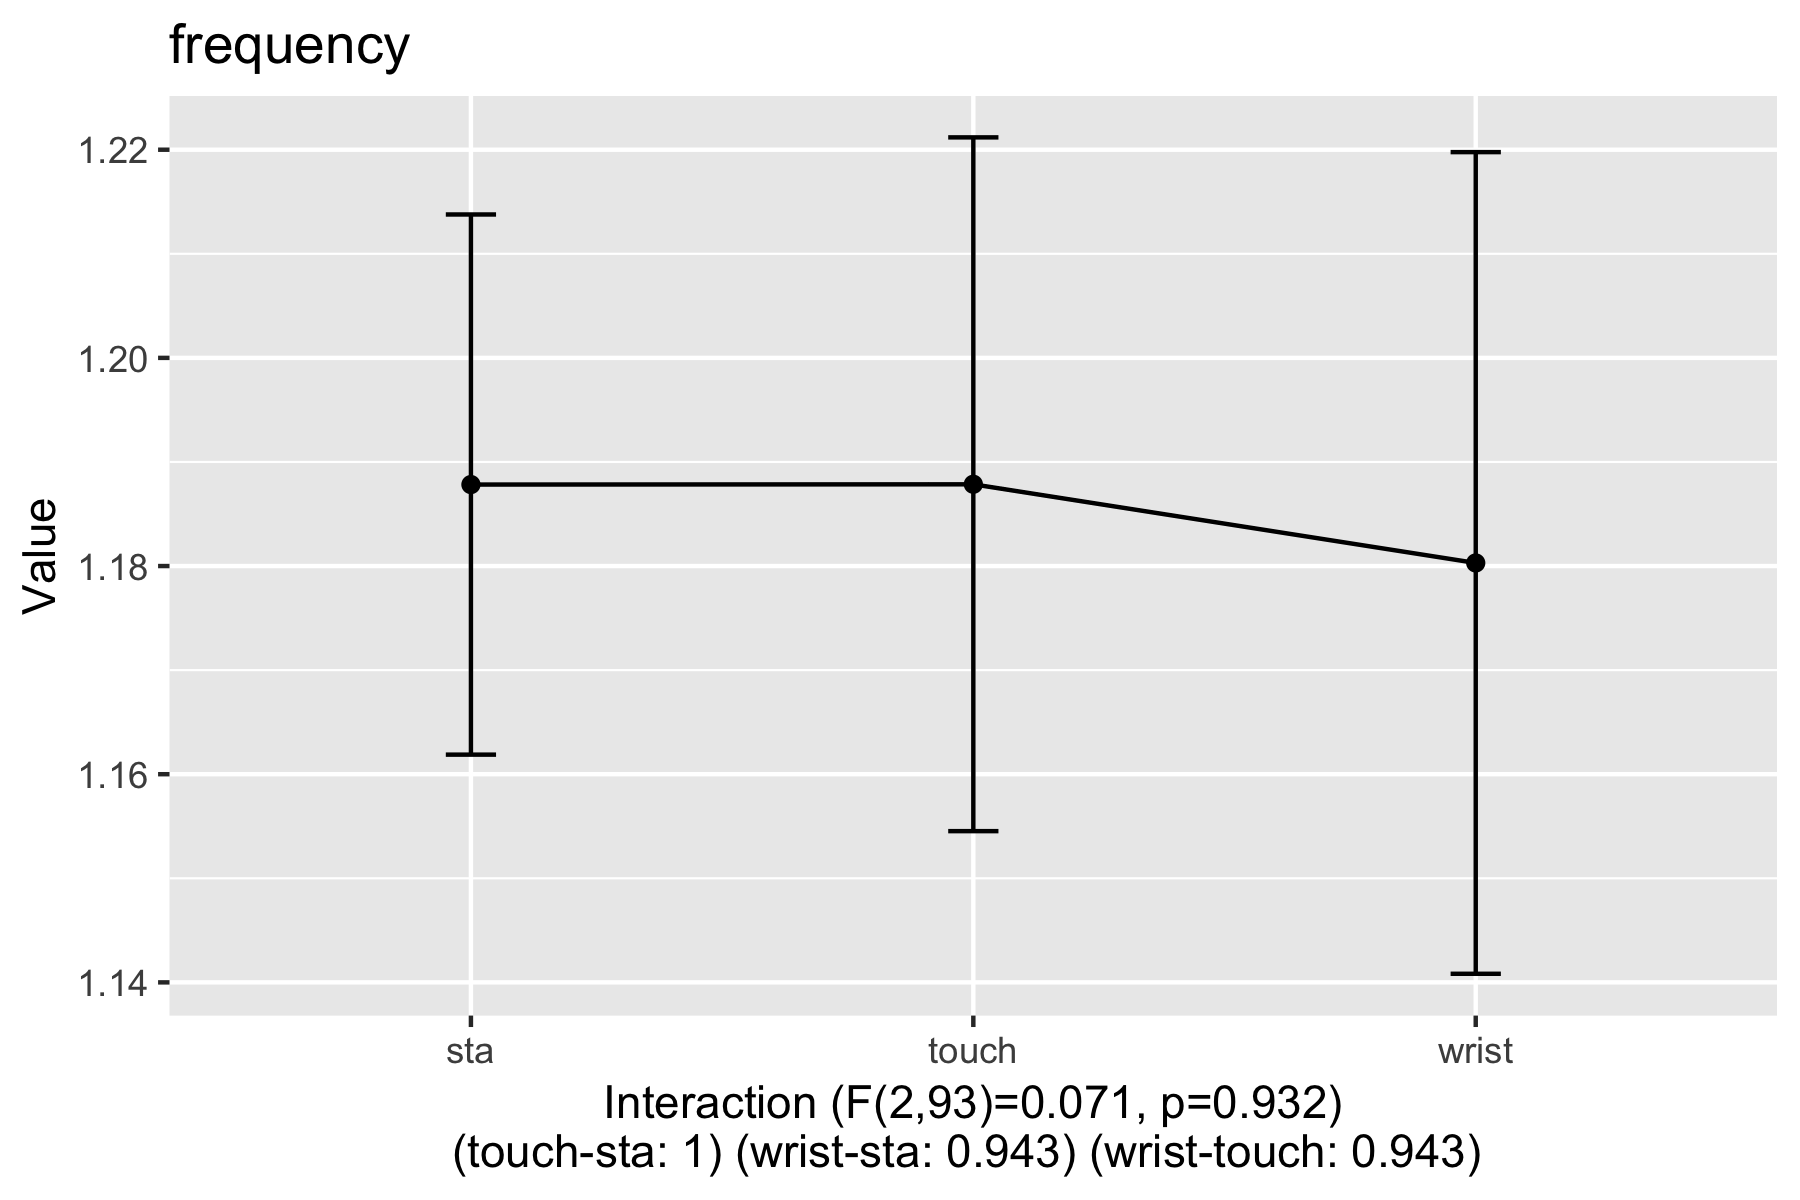 frequency
1.22
1.20
1.18
1.16
1.14
Value
sta touch wrist
Interaction (F(2,93)=0.071, p=0.932)
(touch-sta: 1) (wrist-sta: 0.943) (wrist-touch: 0.943)